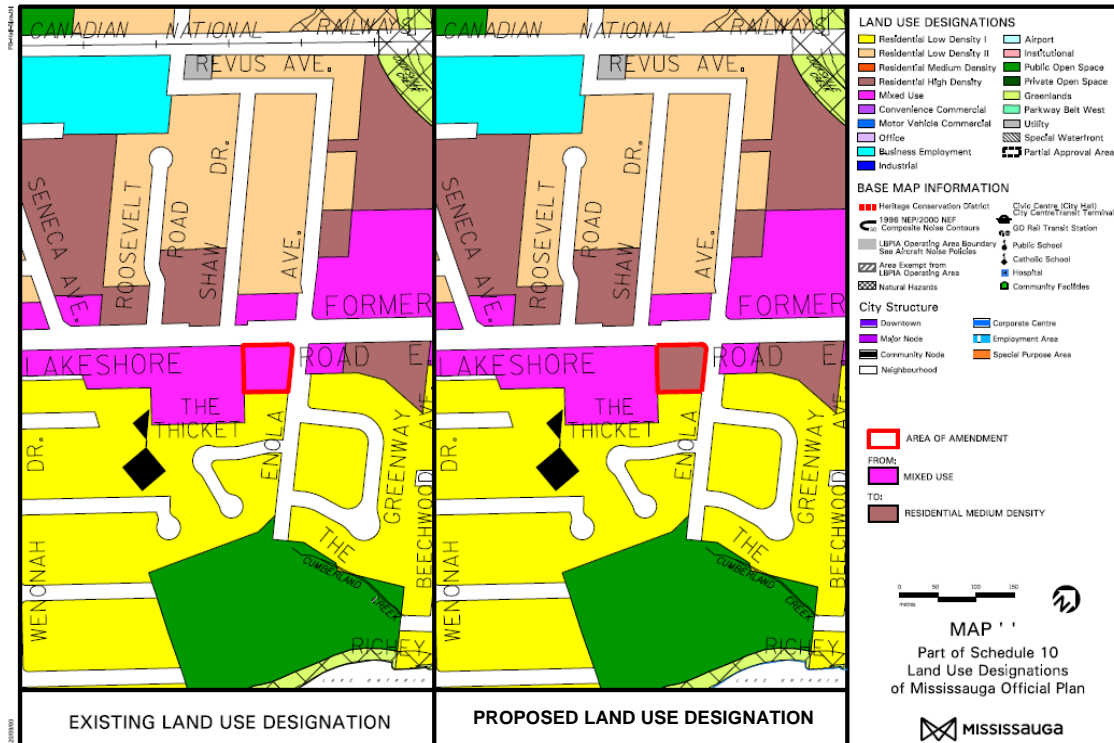 CANADIAN NATIONAL RAILWAYS
REVUS AVE.
SENECA AVE.
ROOSEVELT
ROAD
SHAW
DR.
AVE.
FORMER
LAKESHORE ROAD E.
THE
THICKET
DR.
ENOLA
GREENWAY
AVE
BEECHWOOD
THE
CUMBERLAND
CREEK
WENONAH
RICHEY
LAKE ONTARIO
EXISTING LAND USE DESIGNATION
CANADIAN NATIONAL RAILWAYS
REVUS AVE.
SENECA AVE.
ROOSEVELT
ROAD
SHAW
DR.
AVE.
FORMER
LAKESHORE ROAD E.
THE
THICKET
DR.
ENOLA
GREENWAY
AVE
BEECHWOOD
THE
CUMBERLAND
CREEK
WENONAH
RICHEY
LAKE ONTARIO
PROPOSED LAND USE DESIGNATION
LAND USE DESIGNATIONS
Residential Low Density I
Residential Low Density II
Residential Medium Density
Residential High Density
Mixed Use
Convenience Commercial
Motor Vehicle Commercial
Office
Business Employment
Industrial
Airport
Institutional
Public Open Space
Private Open Space
Greenlands
Parkway Belt West
Utility
Special Waterfront
Partial Approval Area
BASE MAP INFORMATION
Heritage Conservation District
1996 NEP/2000 NEF
Composite Noise Contours
LBPIA Operating Area Boundary
See Aircraft Noise Policies
Area Exempt from
LBPIA Operating Area
Natural Hazards
Civic Centre (City Hall)
City Centre Transit Terminal
GO Rail Transit Station
Public School
Catholic School
Hospital
Community Facilities
City Structure
Downtown
Major Node
Community Node
Neighbourhood
Corporate Centre
Employment Area
Special Purpose Area
AREA OF AMENDMENT
FROM:
MIXED USE
TO:
RESIDENTIAL MEDIUM DENSITY
0 50 100 150
metres
MAP ' '
Part of Schedule 10
Land Use Designations
of Mississauga Official Plan
MISSISSAUGA